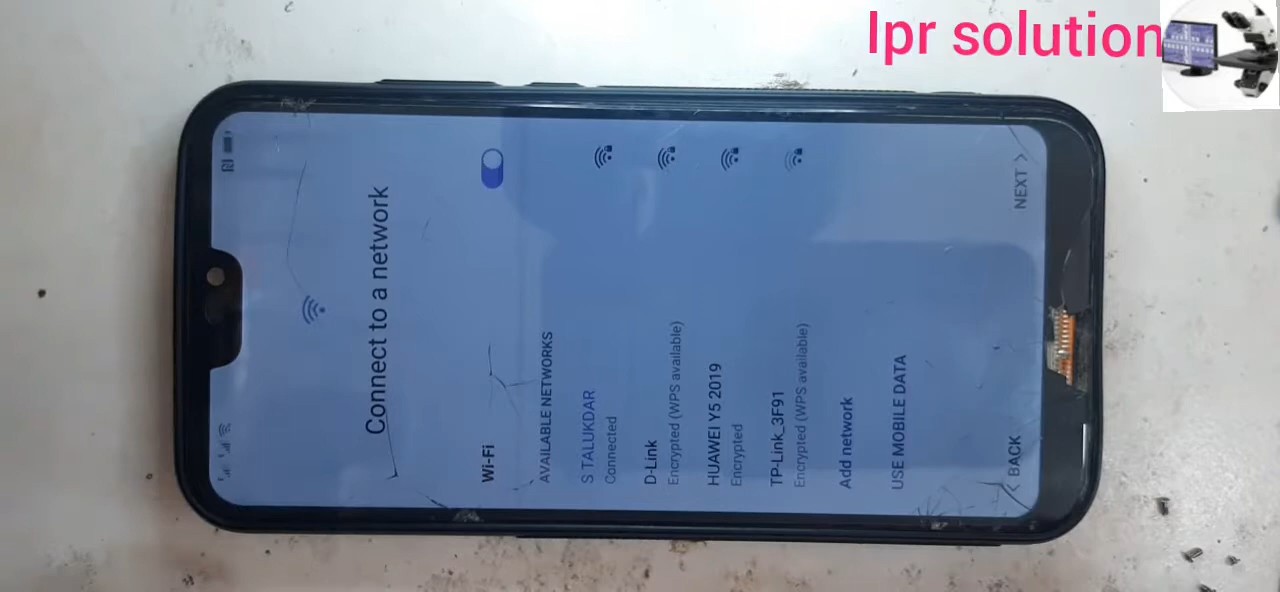 Ipr solution
Connect to a network
Wi-Fi
AVAILABLE NETWORKS
S TALUKDAR
Connected
D-Link
Encrypted (WPS available)
HUAWEI Y5 2019
Encrypted
TP-Link_3F91
Encrypted (WPS available)
Add network
USE MOBILE DATA
BACK
NEXT